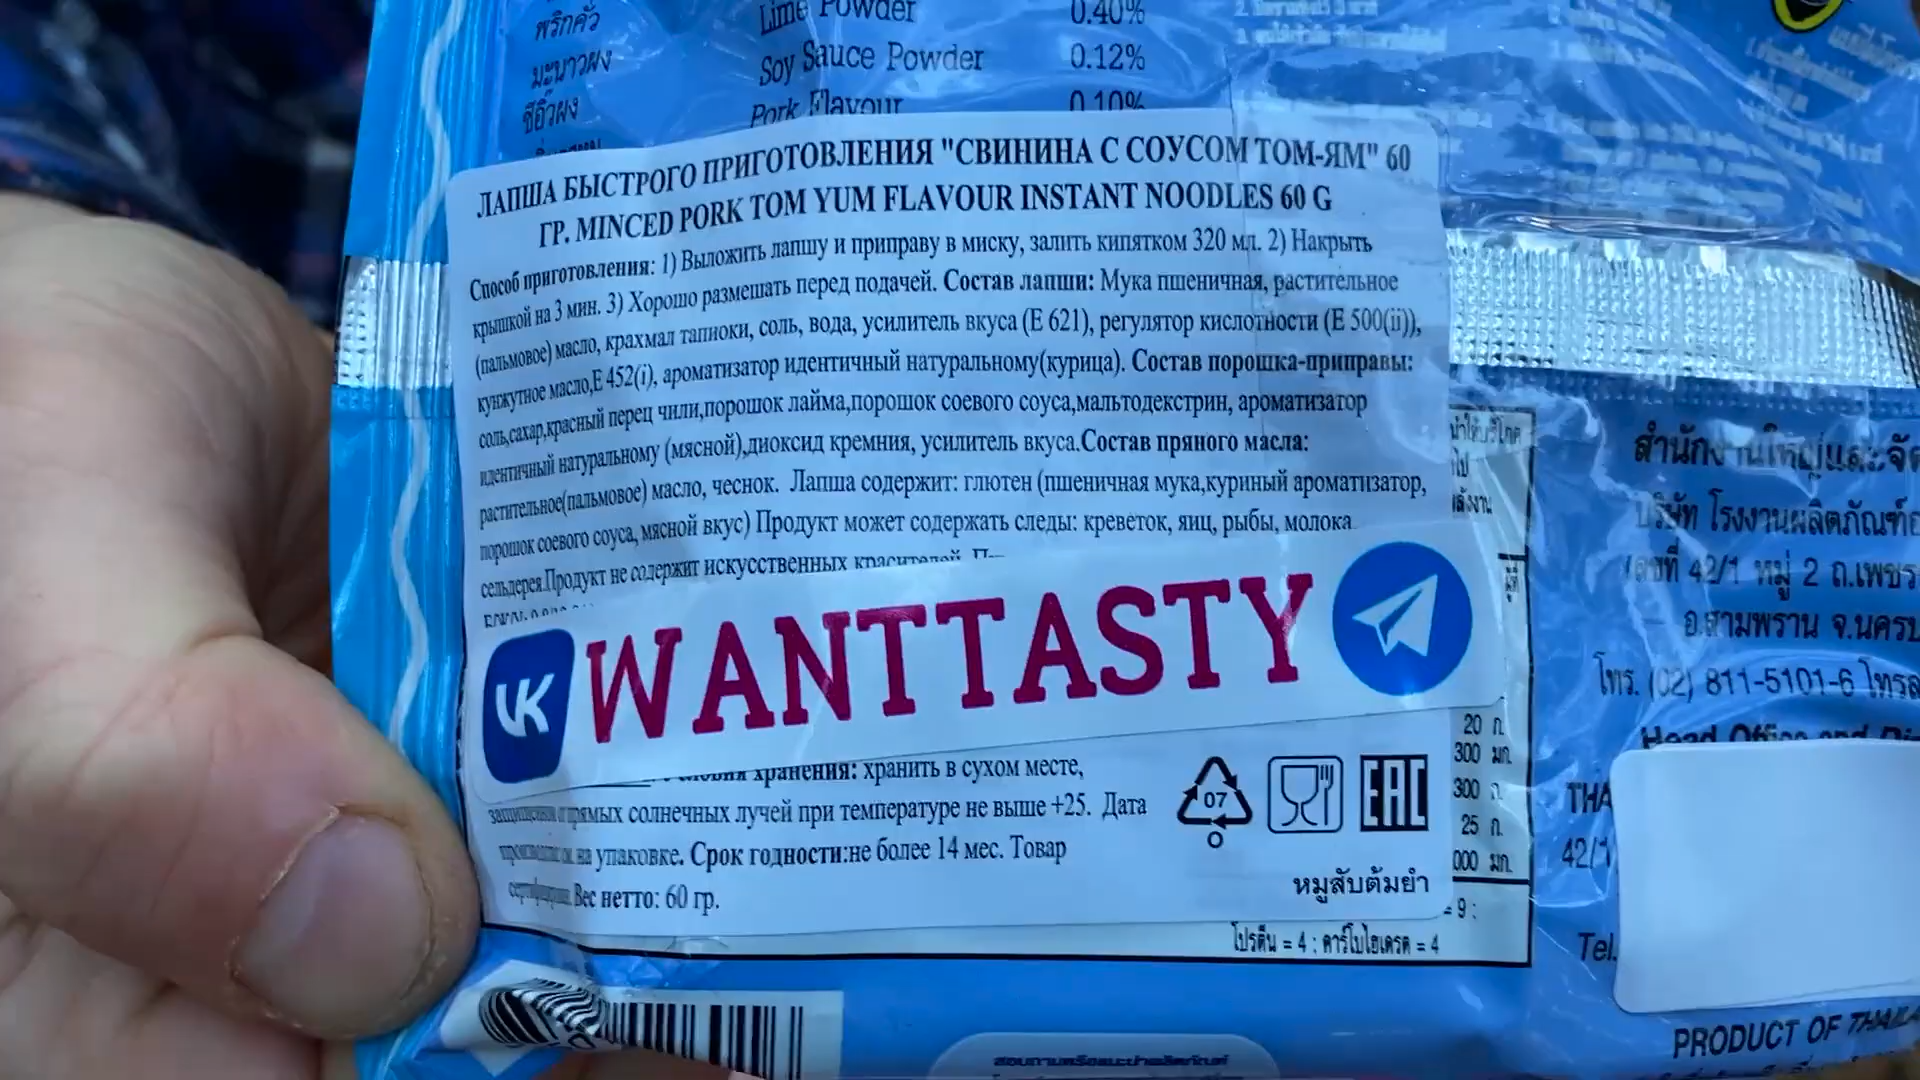 พริกคั่ว
Lime Powder 0.40%
มะนาวผง
Soy Sauce Powder 0.12%
ซีอิ๊วผง
Pork Flavour 0.10%
ЛАПША БЫСТРОГО ПРИГОТОВЛЕНИЯ "СВИНИНА С СОУСОМ ТОМ-ЯМ" 60
ГР. MINCED PORK TOM YUM FLAVOUR INSTANT NOODLES 60 G
Способ приготовления: 1) Выложить лапшу и приправу в миску, залить кипятком 320 мл. 2) Накрыть
крышкой на 3 мин. 3) Хорошо размешать перед подачей. Состав лапши: Мука пшеничная, растительное
(пальмовое) масло, крахмал тапиоки, соль, вода, усилитель вкуса (Е 621), регулятор кислотности (Е 500(ii)),
кунжутное масло,Е 452(i), ароматизатор идентичный натуральному(курица). Состав порошка-приправы:
соль,сахар,красный перец чили,порошок лайма,порошок соевого соуса,мальтодекстрин, ароматизатор
идентичный натуральному (мясной),диоксид кремния, усилитель вкуса.Состав пряного масла:
растительное(пальмовое) масло, чеснок. Лапша содержит: глютен (пшеничная мука,куриный ароматизатор,
порошок соевого соуса, мясной вкус) Продукт может содержать следы: креветок, яиц, рыбы, молока
сельдерея.Продукт не содержит искусственных красителей.
VK WANTTASTY
хранения: хранить в сухом месте,
прямых солнечных лучей при температуре не выше +25. Дата
на упаковке. Срок годности:не более 14 мес. Товар
Вес нетто: 60 гр.
07
O
EAC
หมูสับต้มยำ
20 ก.
300 มก.
300 ก.
25 ก.
000 มก.
= 9 :
โปรตีน = 4 ; คาร์โบไฮเดรต = 4
สำนักงานใหญ่และจัด
บริษัท โรงงานผลิตภัณฑ์อ
เลขที่ 42/1 หมู่ 2 ถ.เพชร
อ.สามพราน จ.นครป
โทร. (02) 811-5101-6 โทรส
Head Office and Di
THA
42/1
Tel.
PRODUCT OF THAILA